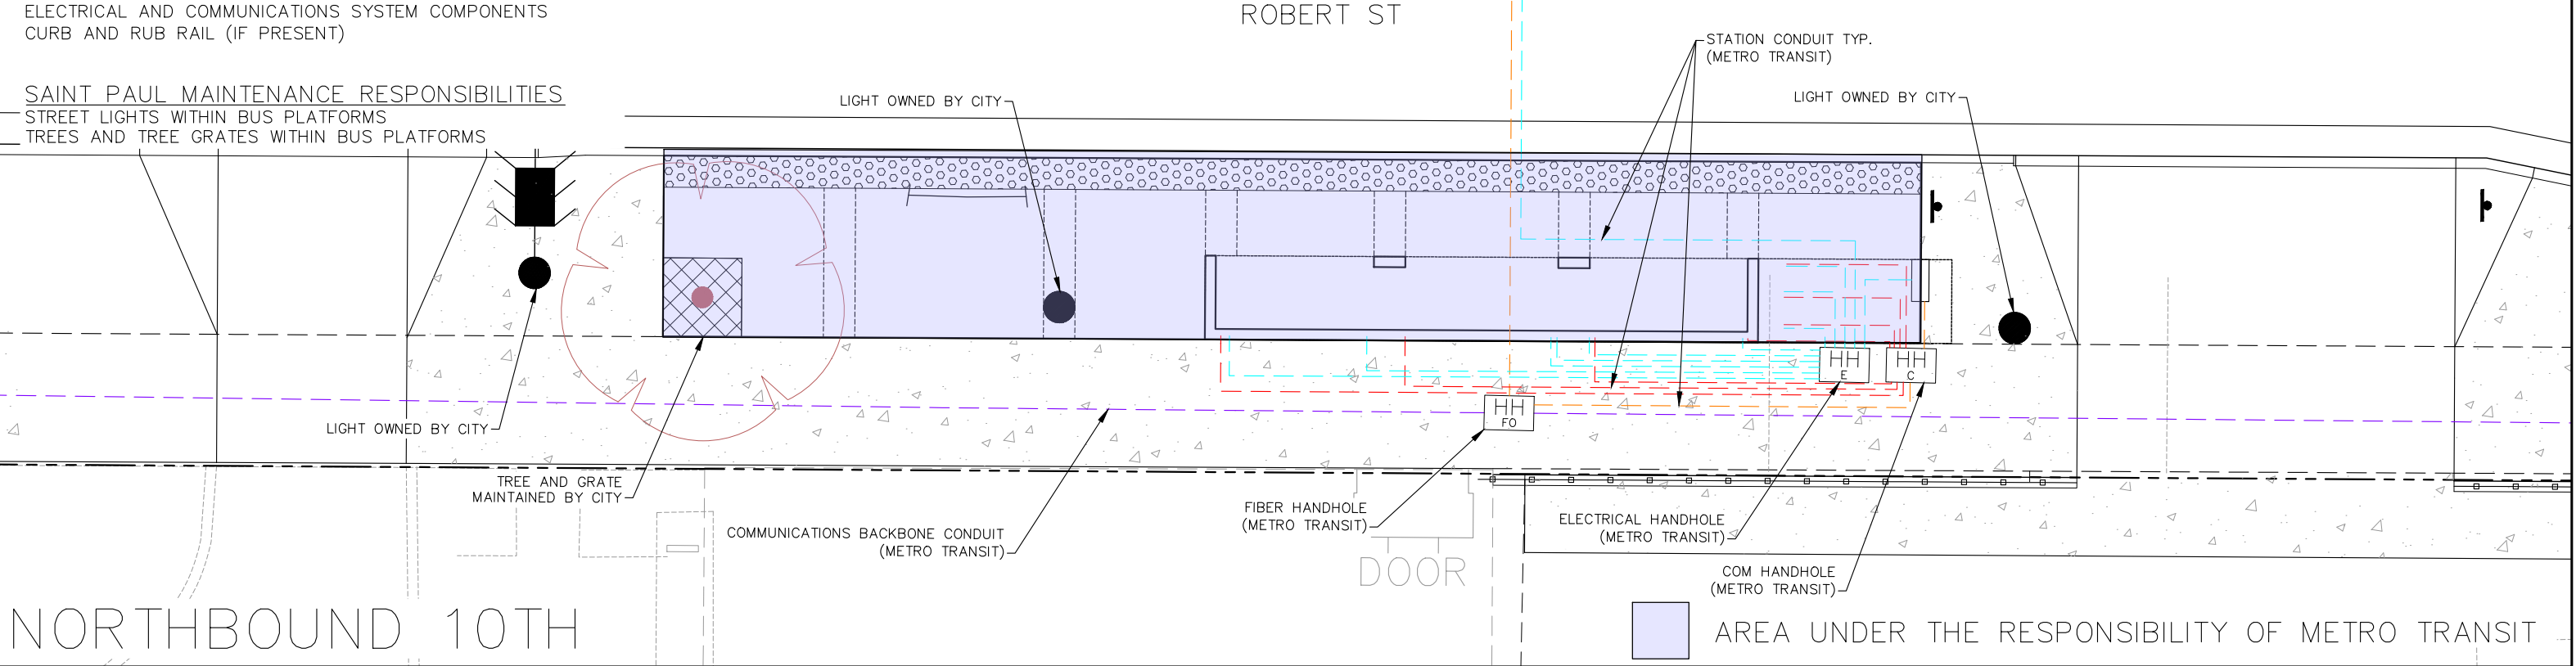 ELECTRICAL AND COMMUNICATIONS SYSTEM COMPONENTS
CURB AND RUB RAIL (IF PRESENT)
SAINT PAUL MAINTENANCE RESPONSIBILITIES
STREET LIGHTS WITHIN BUS PLATFORMS
TREES AND TREE GRATES WITHIN BUS PLATFORMS
ROBERT ST
STATION CONDUIT TYP.
(METRO TRANSIT)
LIGHT OWNED BY CITY
LIGHT OWNED BY CITY
LIGHT OWNED BY CITY
HH
E
HH
C
HH
FO
TREE AND GRATE
MAINTAINED BY CITY
COMMUNICATIONS BACKBONE CONDUIT
(METRO TRANSIT)
FIBER HANDHOLE
(METRO TRANSIT)
ELECTRICAL HANDHOLE
(METRO TRANSIT)
COM HANDHOLE
(METRO TRANSIT)
DOOR
NORTHBOUND 10TH
AREA UNDER THE RESPONSIBILITY OF METRO TRANSIT